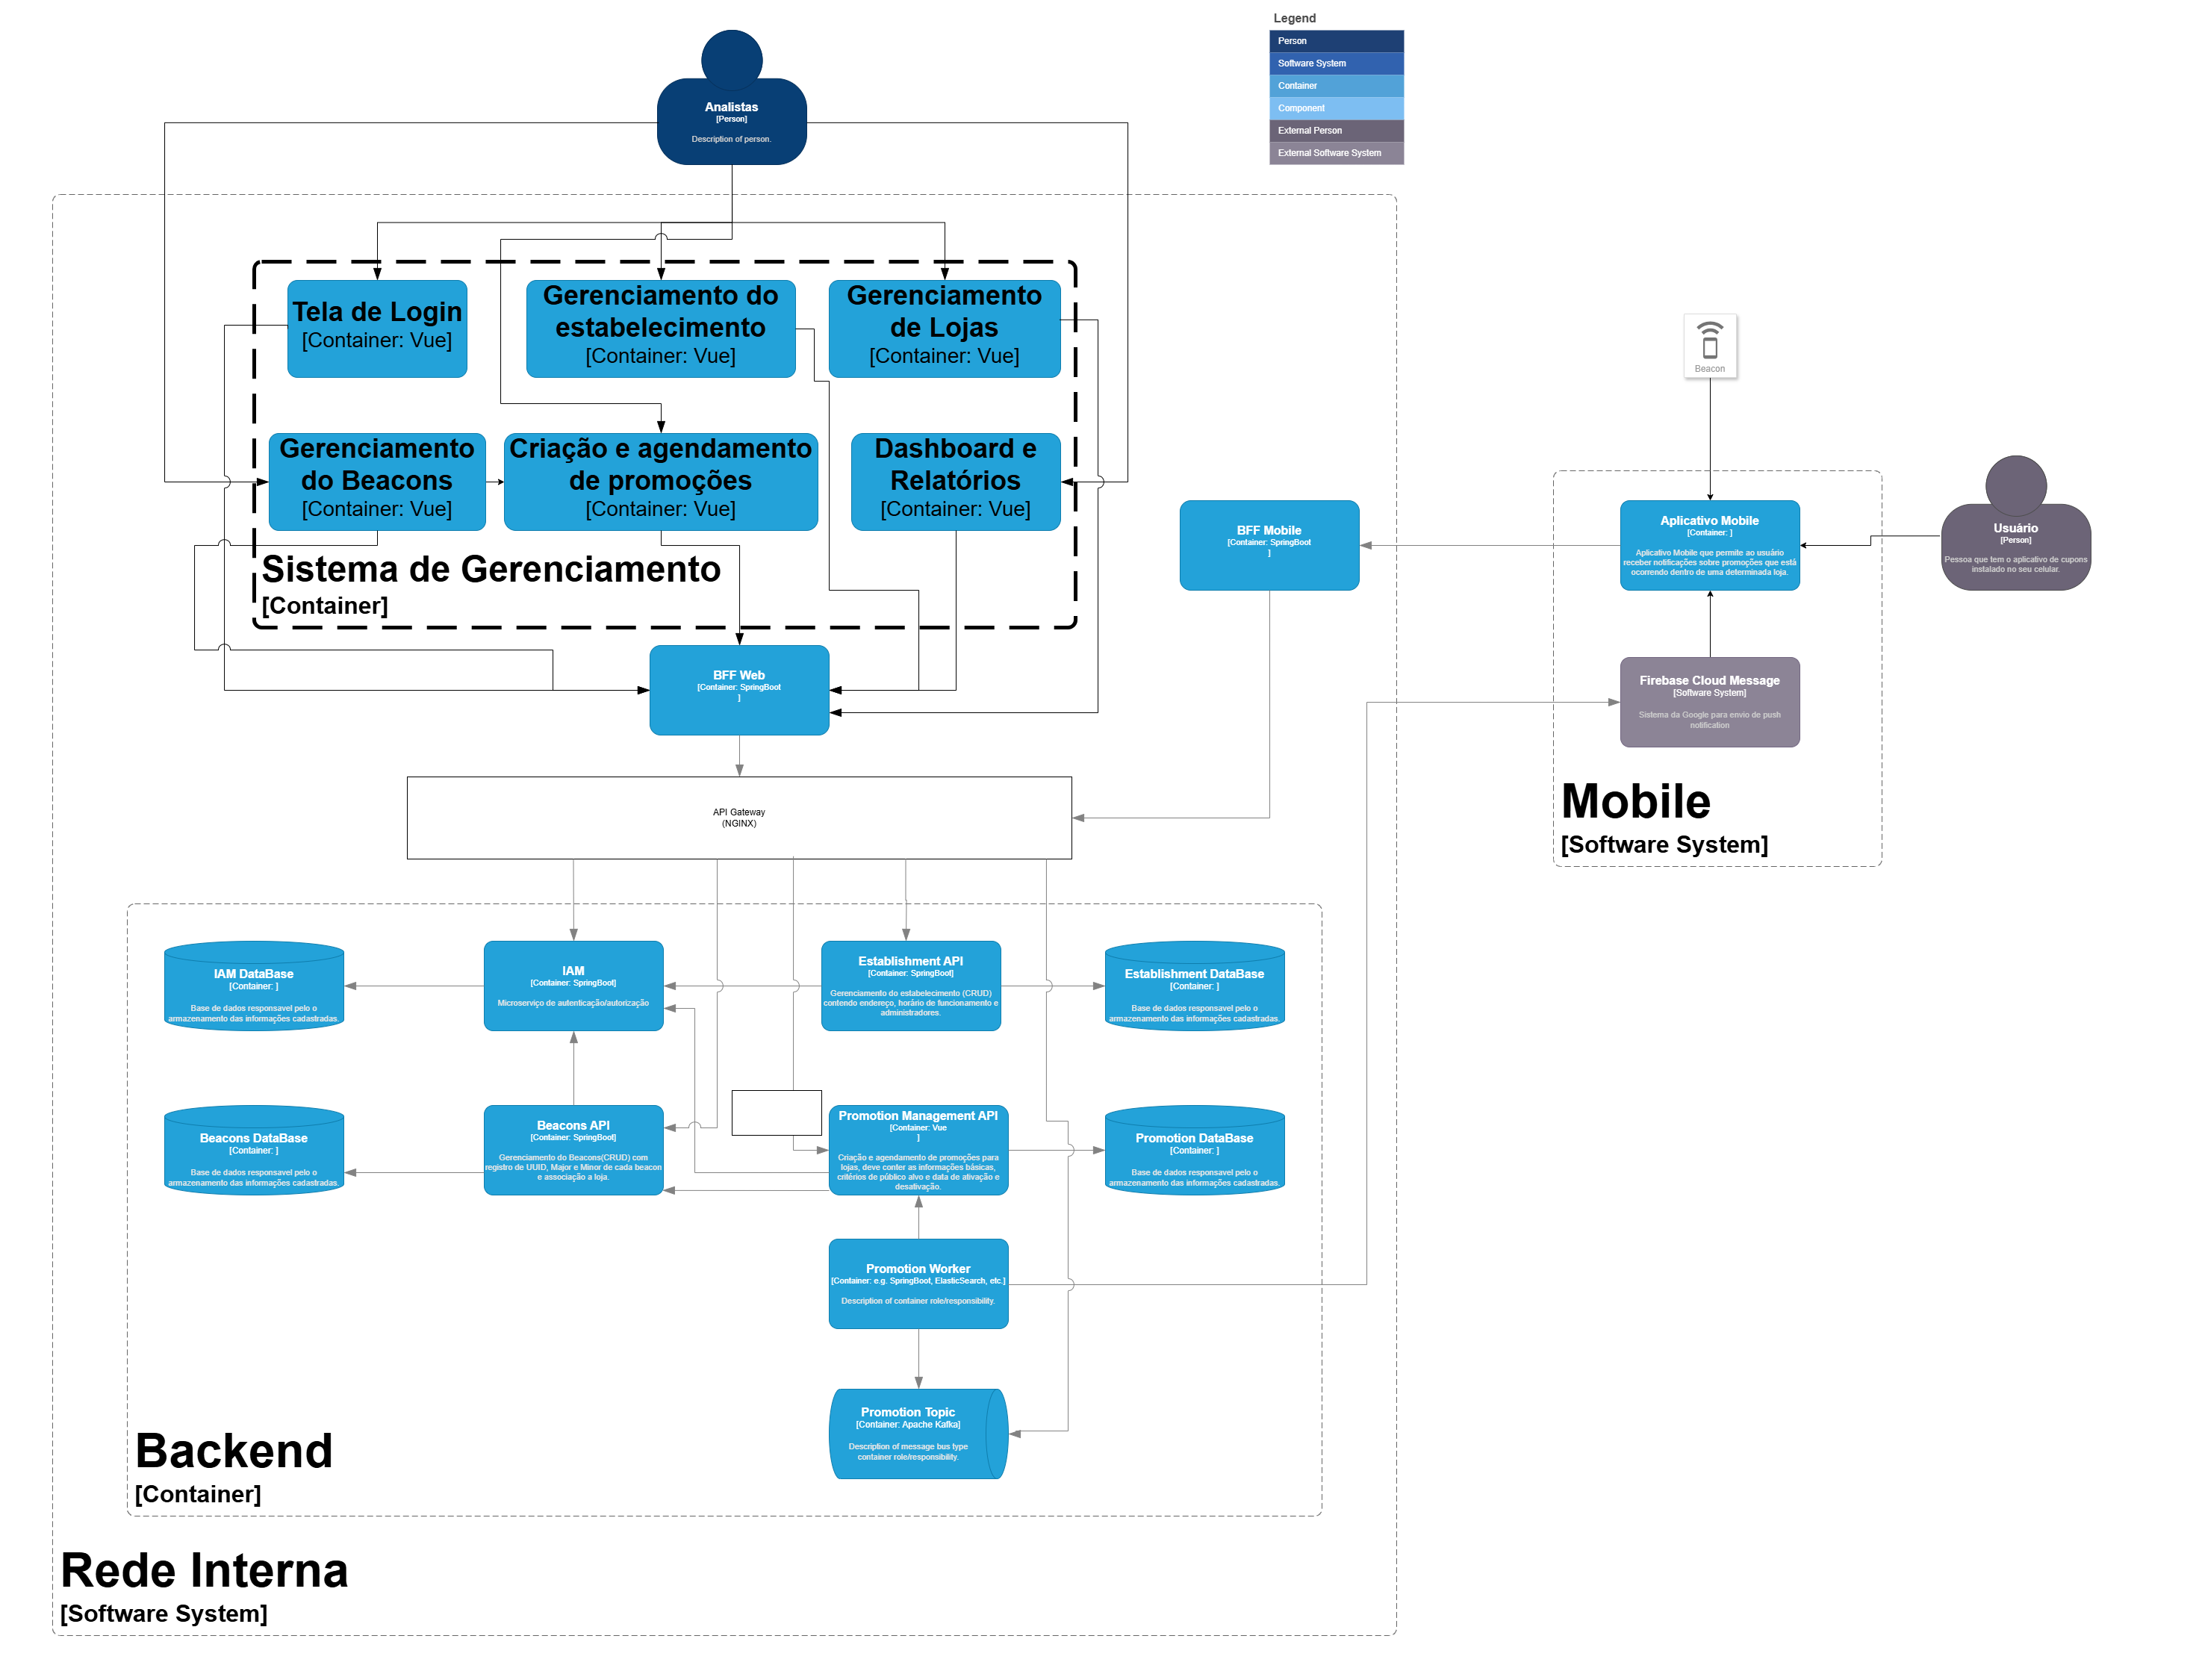 Legend
Person
Software System
Container
Component
External Person
External Software System
Analistas
[Person]
Description of person.
Tela de Login
[Container: Vue]
Gerenciamento do
estabelecimento
[Container: Vue]
Gerenciamento
de Lojas
[Container: Vue]
Gerenciamento
do Beacons
[Container: Vue]
Criação e agendamento
de promoções
[Container: Vue]
Dashboard e
Relatórios
[Container: Vue]
Sistema de Gerenciamento
[Container]
BFF Web
[Container: SpringBoot
]
BFF Mobile
[Container: SpringBoot
]
Beacon
Aplicativo Mobile
[Container: ]
Aplicativo Mobile que permite ao usuário
receber notificações sobre promoções que está
ocorrendo dentro de uma determinada loja.
Usuário
[Person]
Pessoa que tem o aplicativo de cupons
instalado no seu celular.
Firebase Cloud Message
[Software System]
Sistema da Google para envio de push
notification
Mobile
[Software System]
API Gateway
(NGINX)
IAM DataBase
[Container: ]
Base de dados responsavel pelo o
armazenamento das informações cadastradas.
IAM
[Container: SpringBoot]
Microserviço de autenticação/autorização
Establishment API
[Container: SpringBoot]
Gerenciamento do estabelecimento (CRUD)
contendo endereço, horário de funcionamento e
administradores.
Establishment DataBase
[Container: ]
Base de dados responsavel pelo o
armazenamento das informações cadastradas.
Beacons DataBase
[Container: ]
Base de dados responsavel pelo o
armazenamento das informações cadastradas.
Beacons API
[Container: SpringBoot]
Gerenciamento do Beacons(CRUD) com
registro de UUID, Major e Minor de cada beacon
e associação a loja.
Promotion Management API
[Container: Vue
]
Criação e agendamento de promoções para
lojas, deve conter as informações básicas,
critérios de público alvo e data de ativação e
desativação.
Promotion DataBase
[Container: ]
Base de dados responsavel pelo o
armazenamento das informações cadastradas.
Promotion Worker
[Container: e.g. SpringBoot, ElasticSearch, etc.]
Description of container role/responsibility.
Promotion Topic
[Container: Apache Kafka]
Description of message bus type
container role/responsibility.
Backend
[Container]
Rede Interna
[Software System]